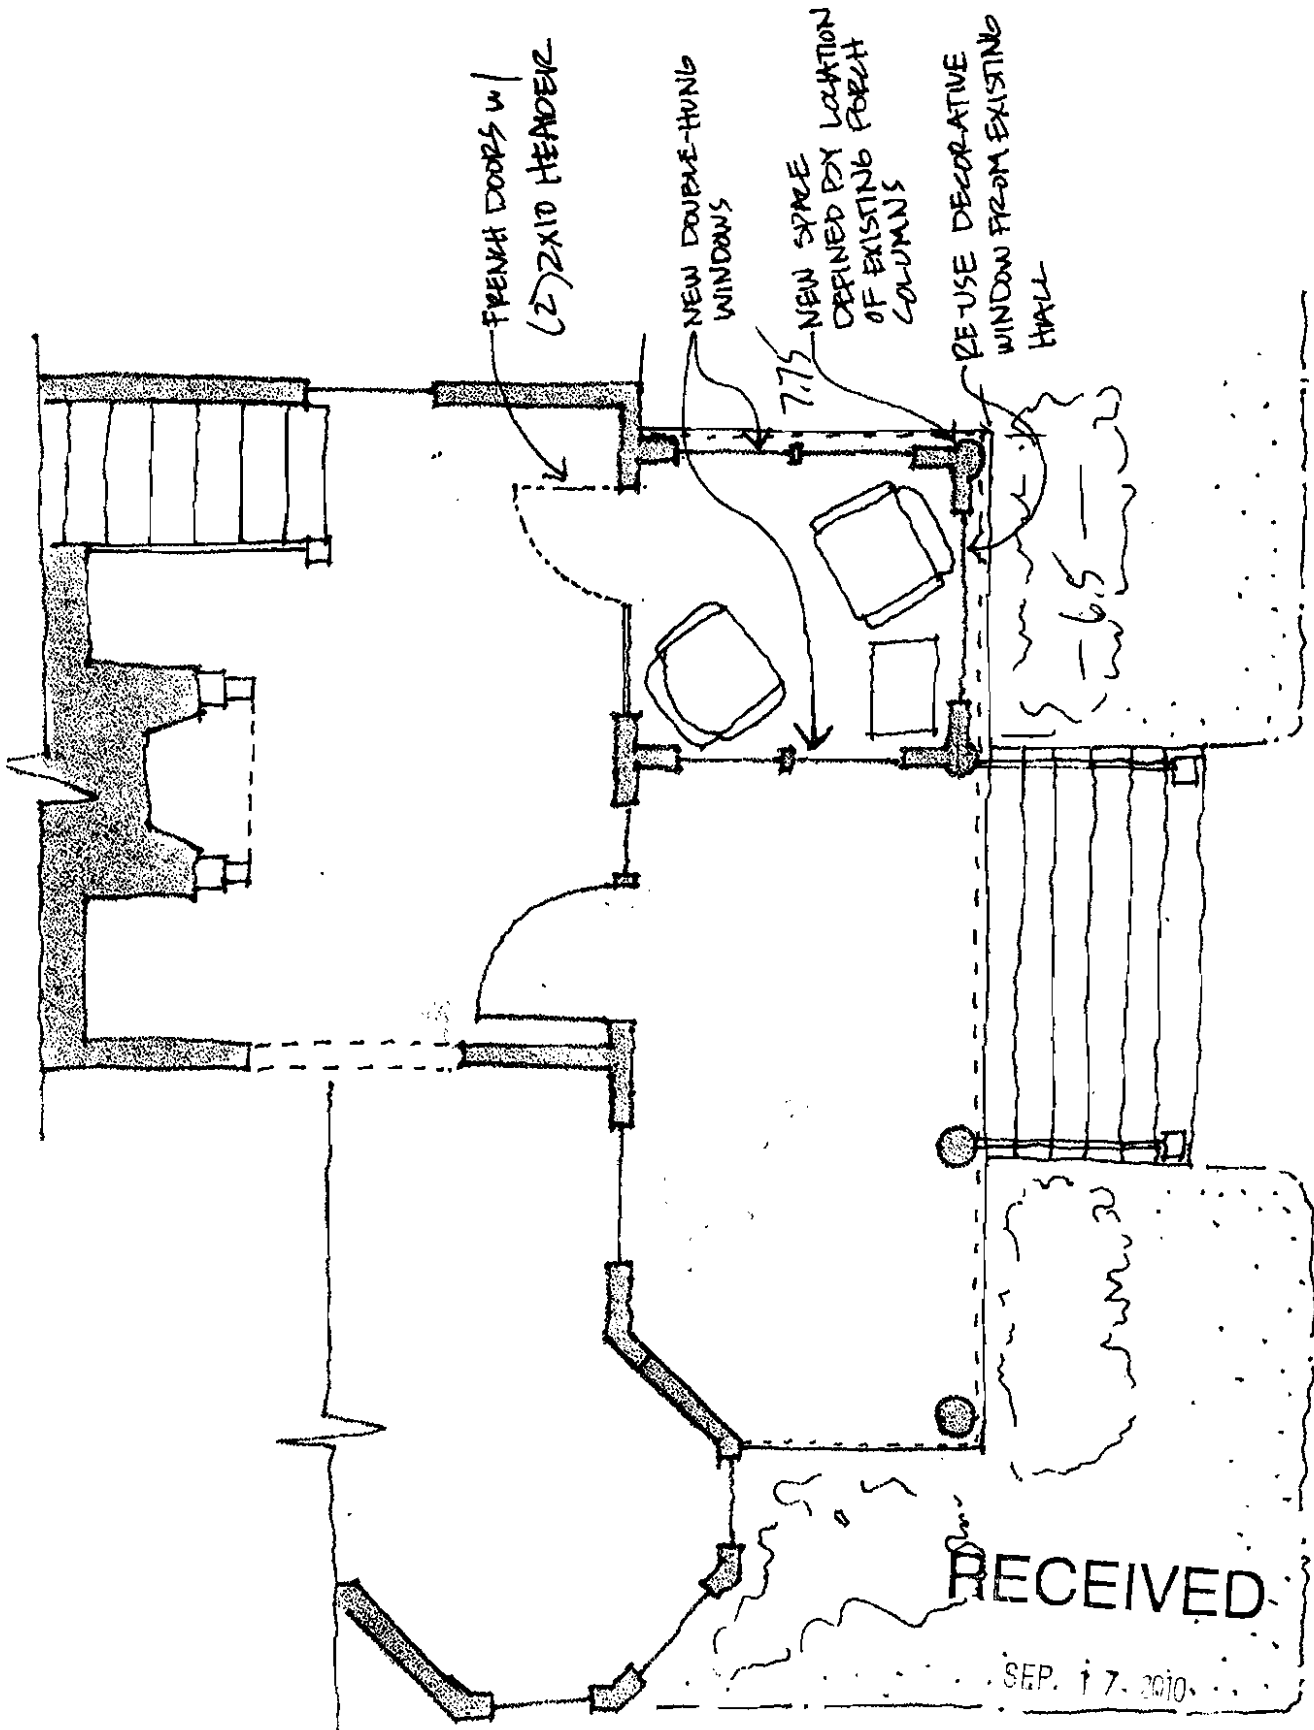 FRENCH DOORS w/
(2) 2X10 HEADER
NEW DOUBLE-HUNG
WINDOWS
7.75
NEW SPACE
DEFINED BY LOCATION
OF EXISTING PORCH
COLUMNS
RE-USE DECORATIVE
WINDOW FROM EXISTING
HALL
6.5
RECEIVED
SEP. 17. 2010